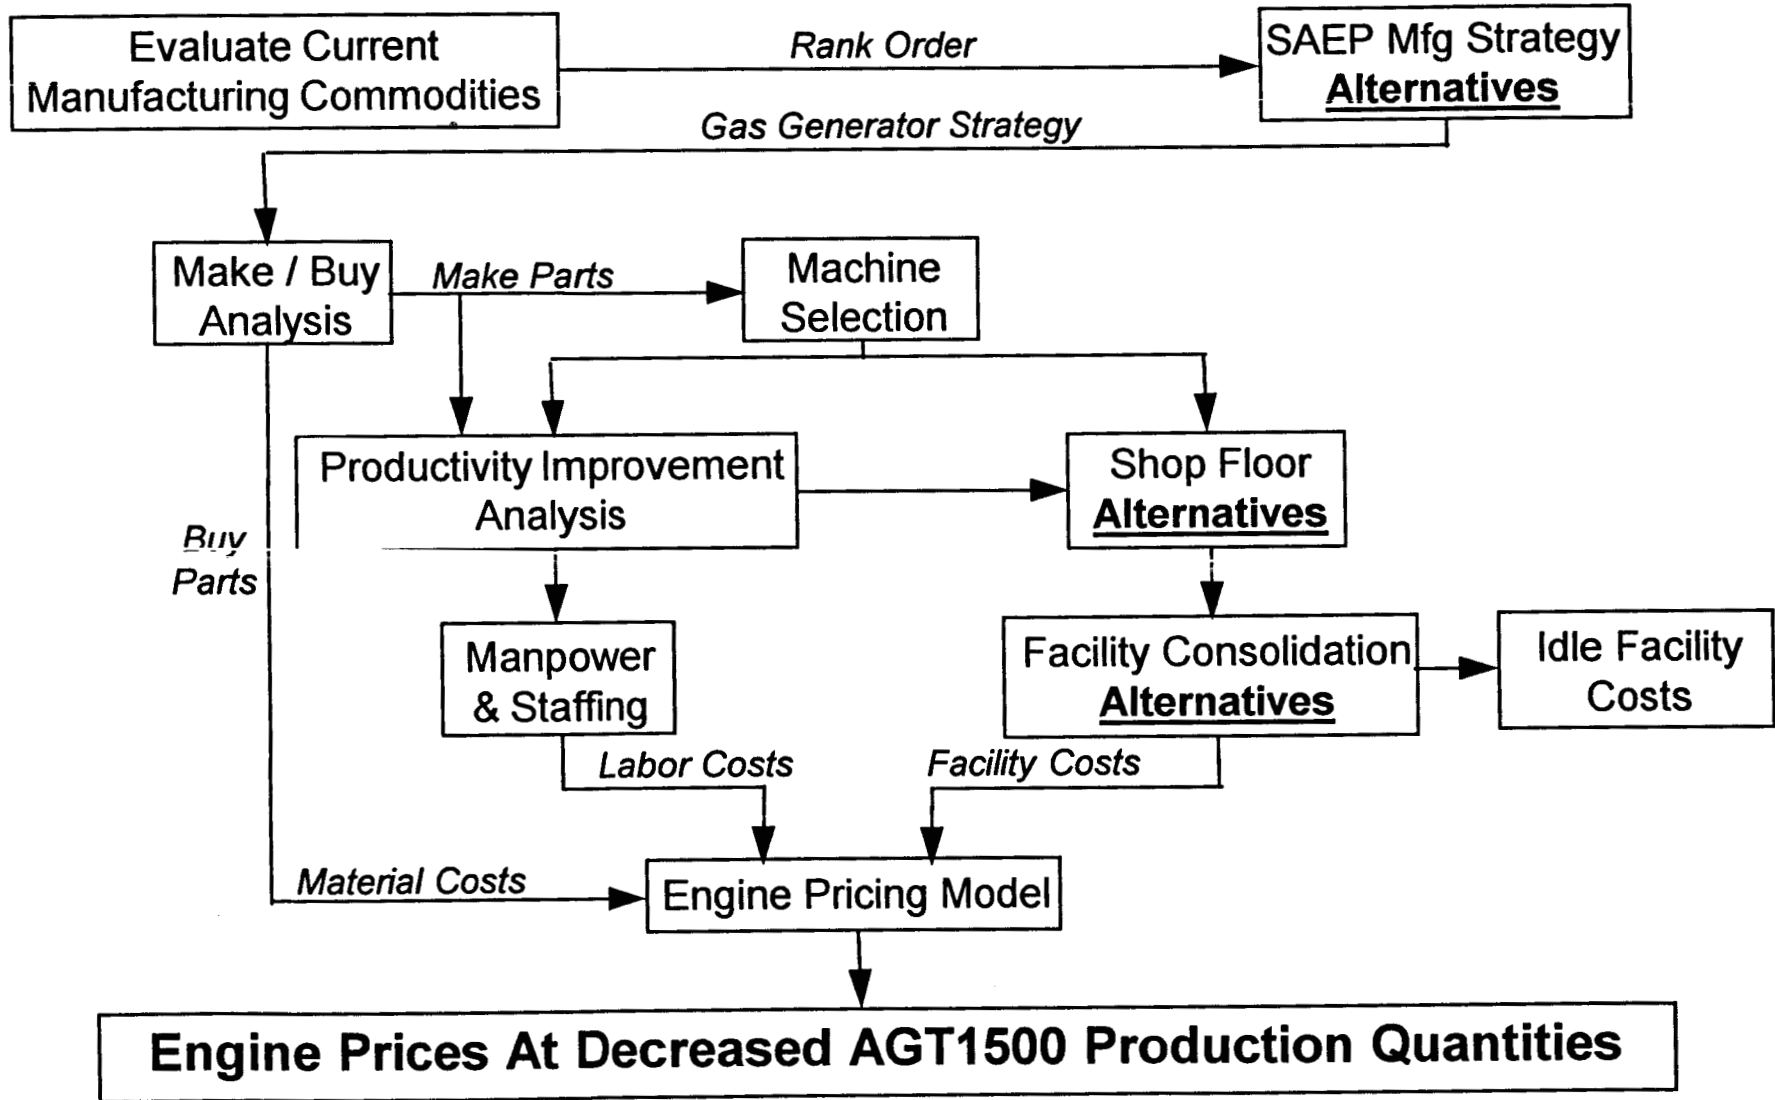 Evaluate Current
Manufacturing Commodities
Rank Order
SAEP Mfg Strategy
Alternatives
Gas Generator Strategy
Make / Buy
Analysis
Make Parts
Machine
Selection
Productivity Improvement
Analysis
Shop Floor
Alternatives
Buy
Parts
Manpower
& Staffing
Facility Consolidation
Alternatives
Idle Facility
Costs
Labor Costs
Facility Costs
Material Costs
Engine Pricing Model
Engine Prices At Decreased AGT1500 Production Quantities